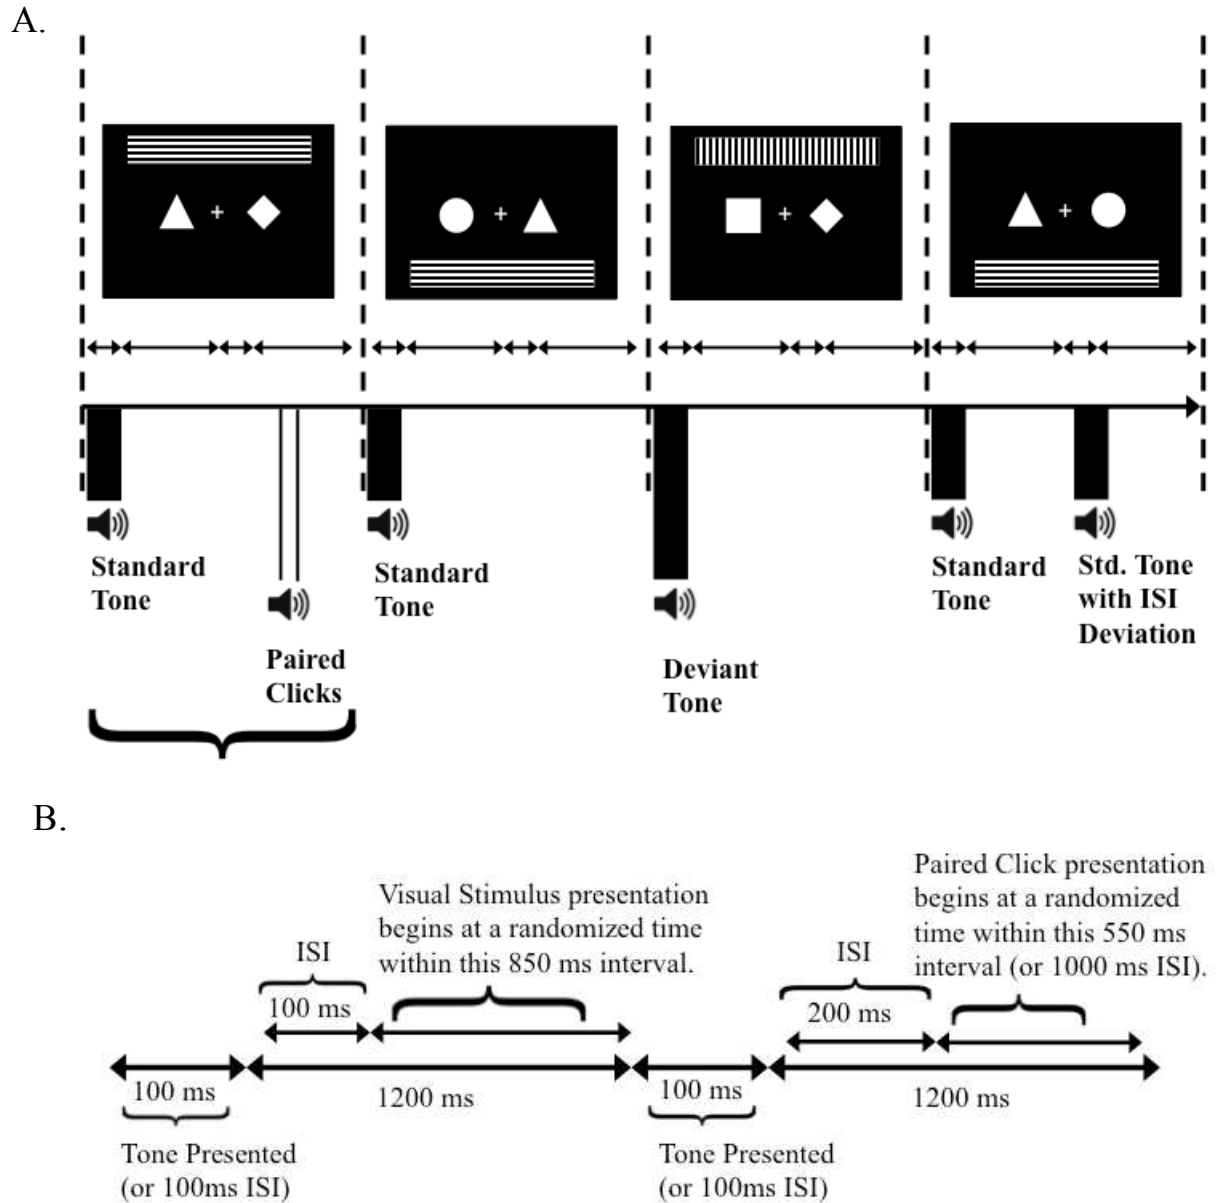 A.
+
+
+
+
Standard
Tone
Paired
Clicks
Standard
Tone
Deviant
Tone
Standard
Tone
Std. Tone
with ISI
Deviation
B.
Visual Stimulus presentation
begins at a randomized time
within this 850 ms interval.
Paired Click presentation
begins at a randomized
time within this 550 ms
interval (or 1000 ms ISI).
ISI
100 ms
ISI
200 ms
100 ms
1200 ms
100 ms
1200 ms
Tone Presented
(or 100ms ISI)
Tone Presented
(or 100ms ISI)